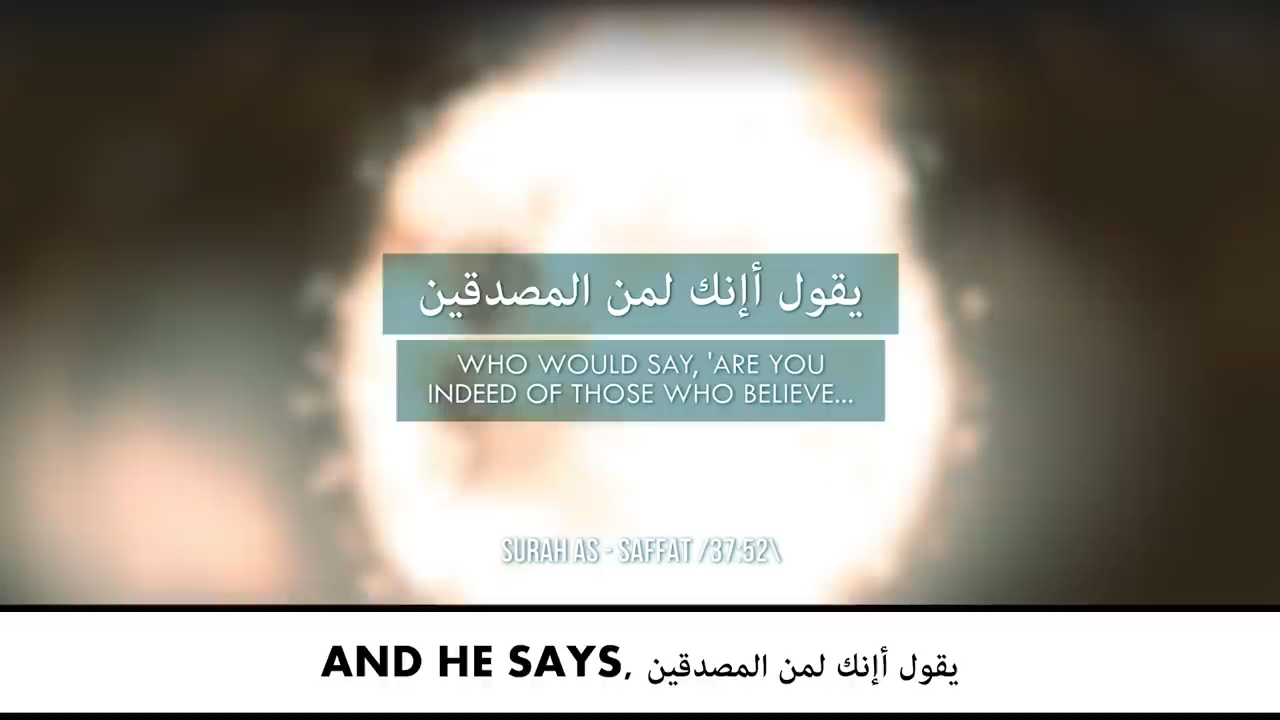 يقول أإنك لمن المصدقين
WHO WOULD SAY, 'ARE YOU
INDEED OF THOSE WHO BELIEVE...
SURAH AS - SAFFAT /37:52\
AND HE SAYS, يقول أإنك لمن المصدقين